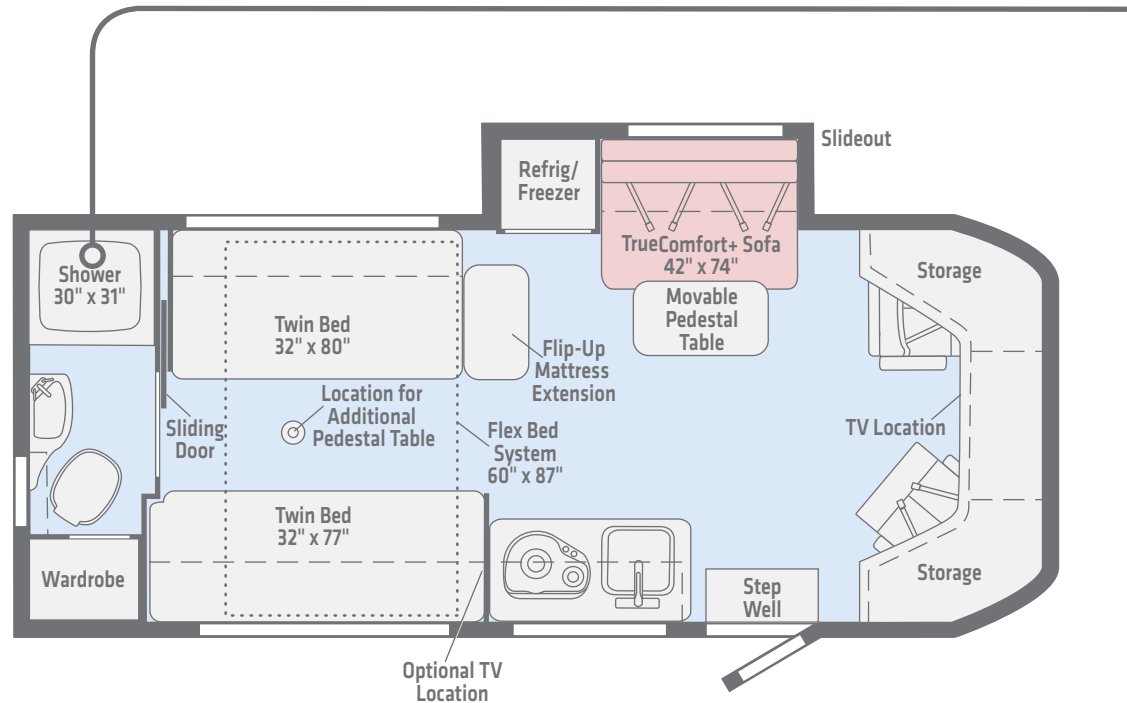 Slideout
Refrig/
Freezer
TrueComfort+ Sofa
42" x 74"
Movable
Pedestal
Table
Storage
Shower
30" x 31"
Twin Bed
32" x 80"
Flip-Up
Mattress
Extension
Location for
Additional
Pedestal Table
Sliding
Door
Flex Bed
System
60" x 87"
TV Location
Twin Bed
32" x 77"
Wardrobe
Step
Well
Storage
Optional TV
Location